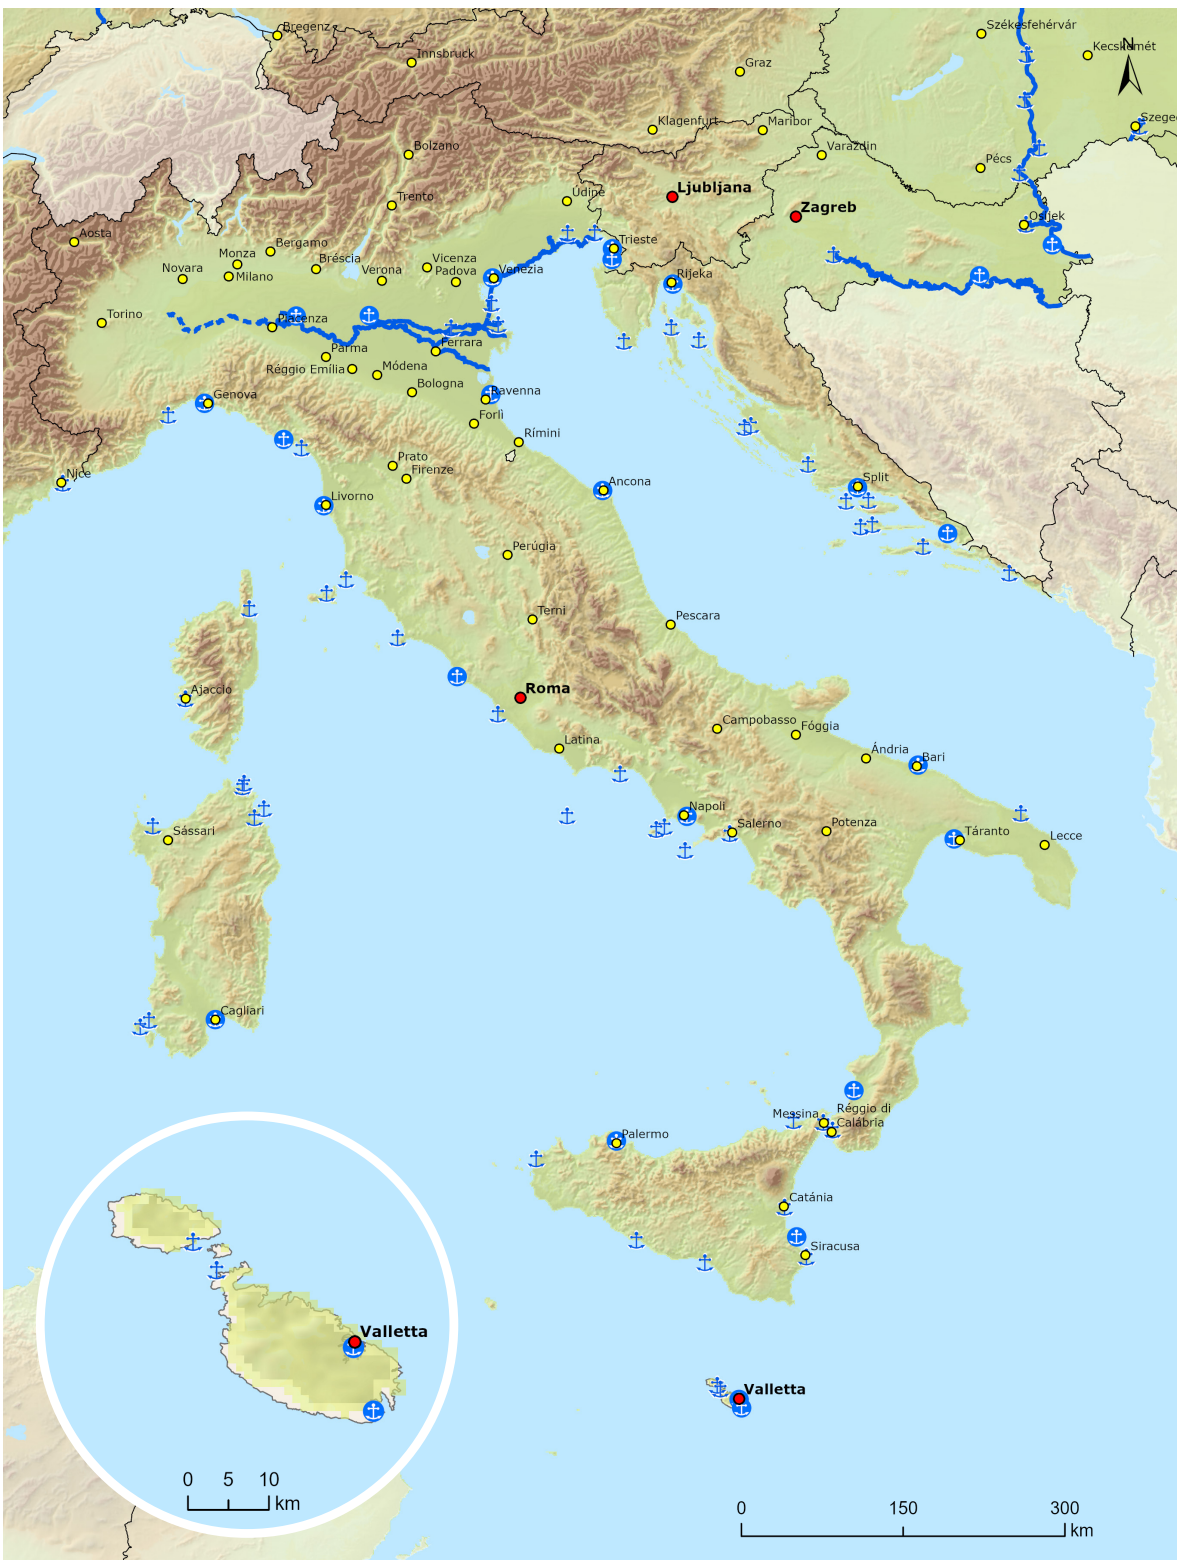 Bregenz
Innsbruck
Székesfehérvár
Kecskemét
N
Graz
Klagenfurt
Maribor
Szege
Bolzano
Varazdin
Pécs
Trento
Údine
Ljubljana
Zagreb
Osijek
Aosta
Trieste
Bergamo
Monza
Novara
Milano
Bréscia
Verona
Vicenza
Padova
Venezia
Rijeka
Torino
Piacenza
Parma
Ferrara
Réggio Emília
Módena
Bologna
Ravenna
Genova
Forlì
Rímini
Prato
Firenze
Nice
Livorno
Ancona
Split
Perúgia
Terni
Pescara
Ajaccio
Roma
Campobasso
Fóggia
Latina
Ándria
Bari
Napoli
Salerno
Potenza
Táranto
Lecce
Sássari
Cagliari
Messina
Réggio di
Calábria
Palermo
Catánia
Siracusa
Valletta
Valletta
0 5 10
km
0 150 300
km